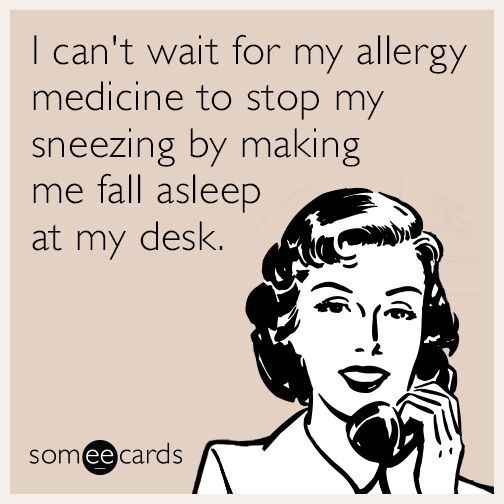 I can't wait for my allergy
medicine to stop my
sneezing by making
me fall asleep
at my desk.
someecards